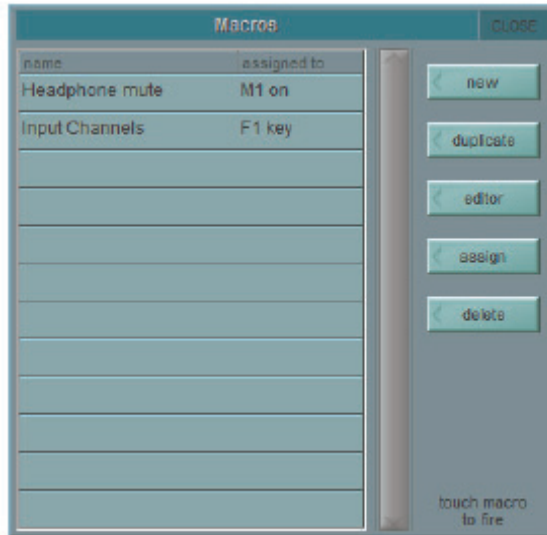 Macros CLOSE
name assigned to
Headphone mute M1 on
Input Channels F1 key
new
duplicate
editor
assign
delete
touch macro
to fire